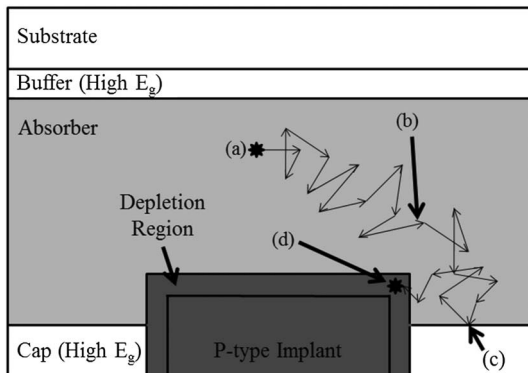 Substrate
Buffer (High Eg)
Absorber
(a)
(b)
Depletion
Region
(d)
Cap (High Eg)
P-type Implant
(c)